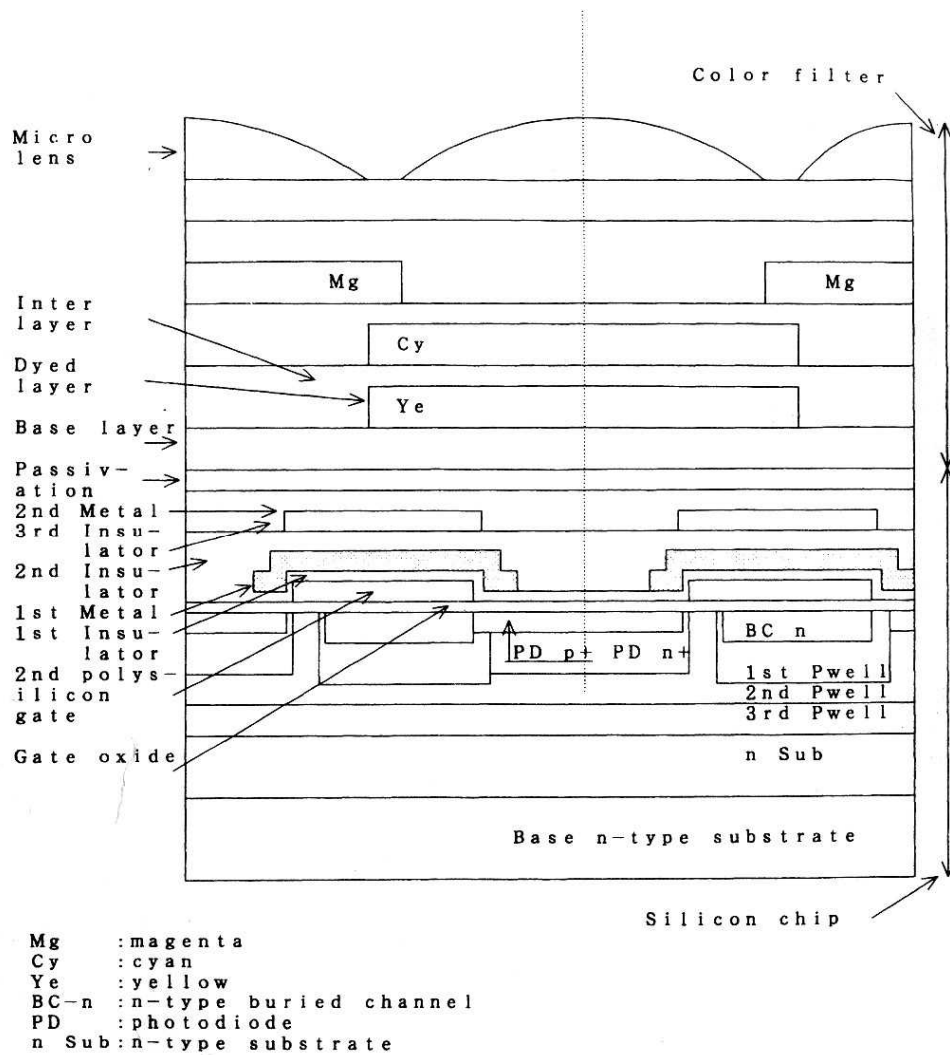 Color filter
Micro
lens
Mg
Mg
Inter
layer
Cy
Dyed
layer
Ye
Base layer
Passiv-
ation
2nd Metal
3rd Insu-
lator
2nd Insu-
lator
1st Metal
1st Insu-
lator
2nd polys-
ilicon
gate
Gate oxide
PD p+ PD n+
BC n
1st Pwell
2nd Pwell
3rd Pwell
n Sub
Base n-type substrate
Silicon chip
Mg :magenta
Cy :cyan
Ye :yellow
BC-n :n-type buried channel
PD :photodiode
n Sub:n-type substrate